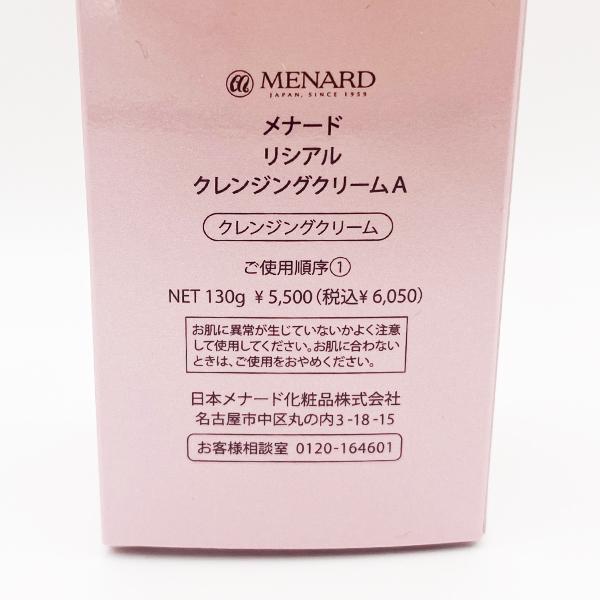 MENARD
JAPAN, SINCE 1959
メナード
リシアル
クレンジングクリームA
クレンジングクリーム
ご使用順序①
NET 130g ¥5,500(税込¥6,050)
お肌に異常が生じていないかよく注意
して使用してください。お肌に合わない
ときは、ご使用をおやめください。
日本メナード化粧品株式会社
名古屋市中区丸の内3-18-15
お客様相談室 0120-164601